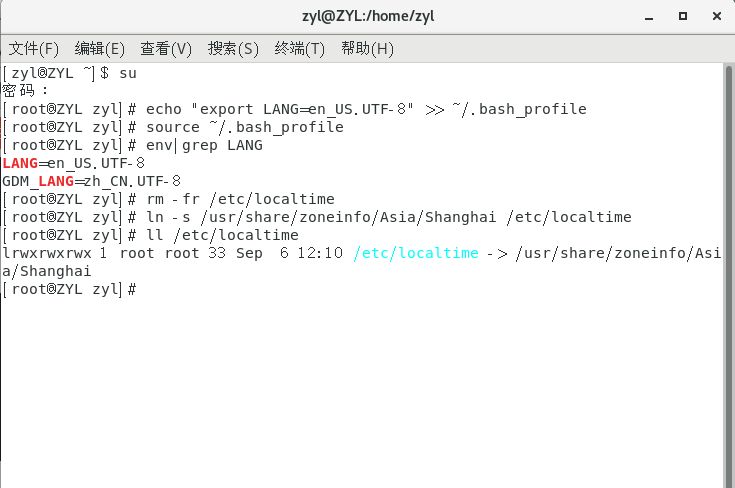 zyl@ZYL:/home/zyl
文件(F) 编辑(E) 查看(V) 搜索(S) 终端(T) 帮助(H)
[zyl@ZYL ~]$ su
密码：
[root@ZYL zyl]# echo "export LANG=en_US.UTF-8" >> ~/.bash_profile
[root@ZYL zyl]# source ~/.bash_profile
[root@ZYL zyl]# env|grep LANG
LANG=en_US.UTF-8
GDM_LANG=zh_CN.UTF-8
[root@ZYL zyl]# rm -fr /etc/localtime
[root@ZYL zyl]# ln -s /usr/share/zoneinfo/Asia/Shanghai /etc/localtime
[root@ZYL zyl]# ll /etc/localtime
lrwxrwxrwx 1 root root 33 Sep  6 12:10 /etc/localtime -> /usr/share/zoneinfo/Asi
a/Shanghai
[root@ZYL zyl]#